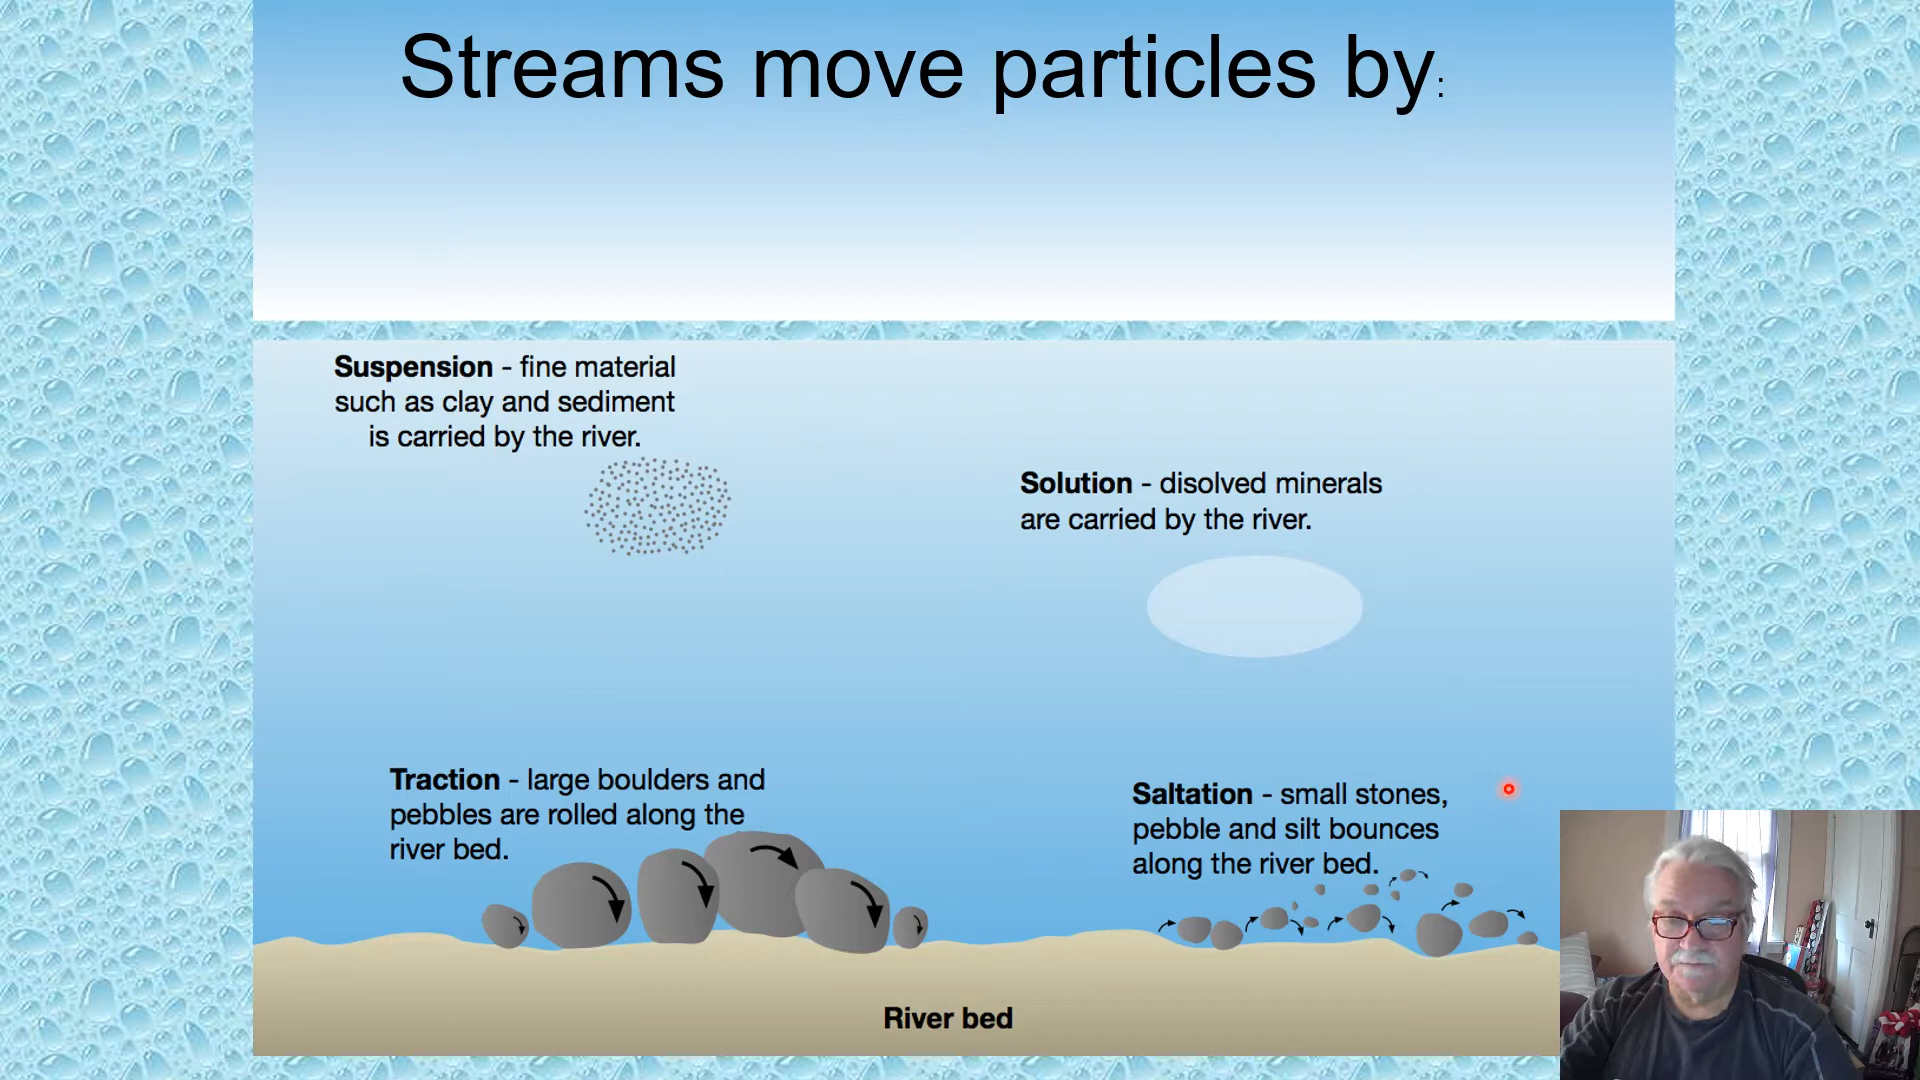 Streams move particles by:
Suspension - fine material
such as clay and sediment
is carried by the river.
Solution - disolved minerals
are carried by the river.
Traction - large boulders and
pebbles are rolled along the
river bed.
Saltation - small stones,
pebble and silt bounces
along the river bed.
River bed